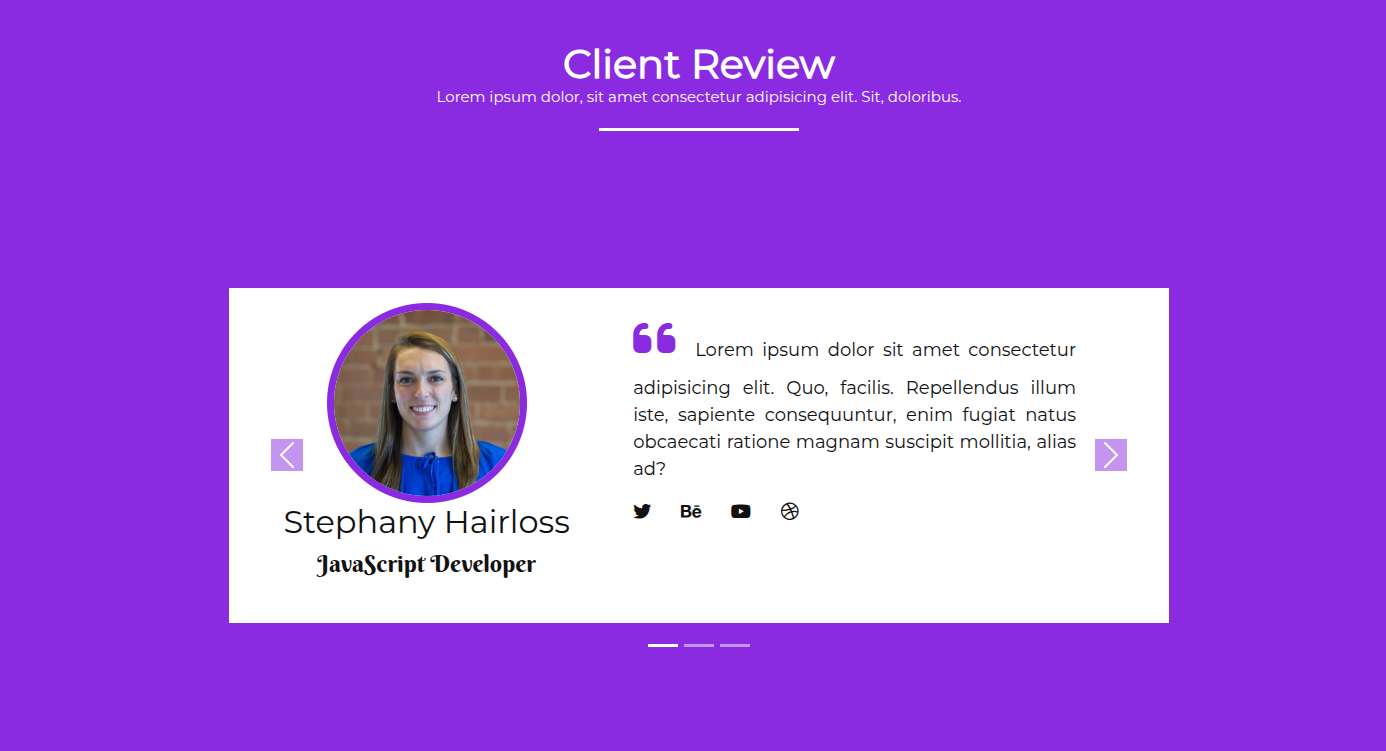 Client Review
Lorem ipsum dolor, sit amet consectetur adipisicing elit. Sit, doloribus.
Lorem ipsum dolor sit amet consectetur
adipisicing elit. Quo, facilis. Repellendus illum
iste, sapiente consequuntur, enim fugiat natus
obcaecati ratione magnam suscipit mollitia, alias
ad?
Bē
Stephany Hairloss
JavaScript Developer